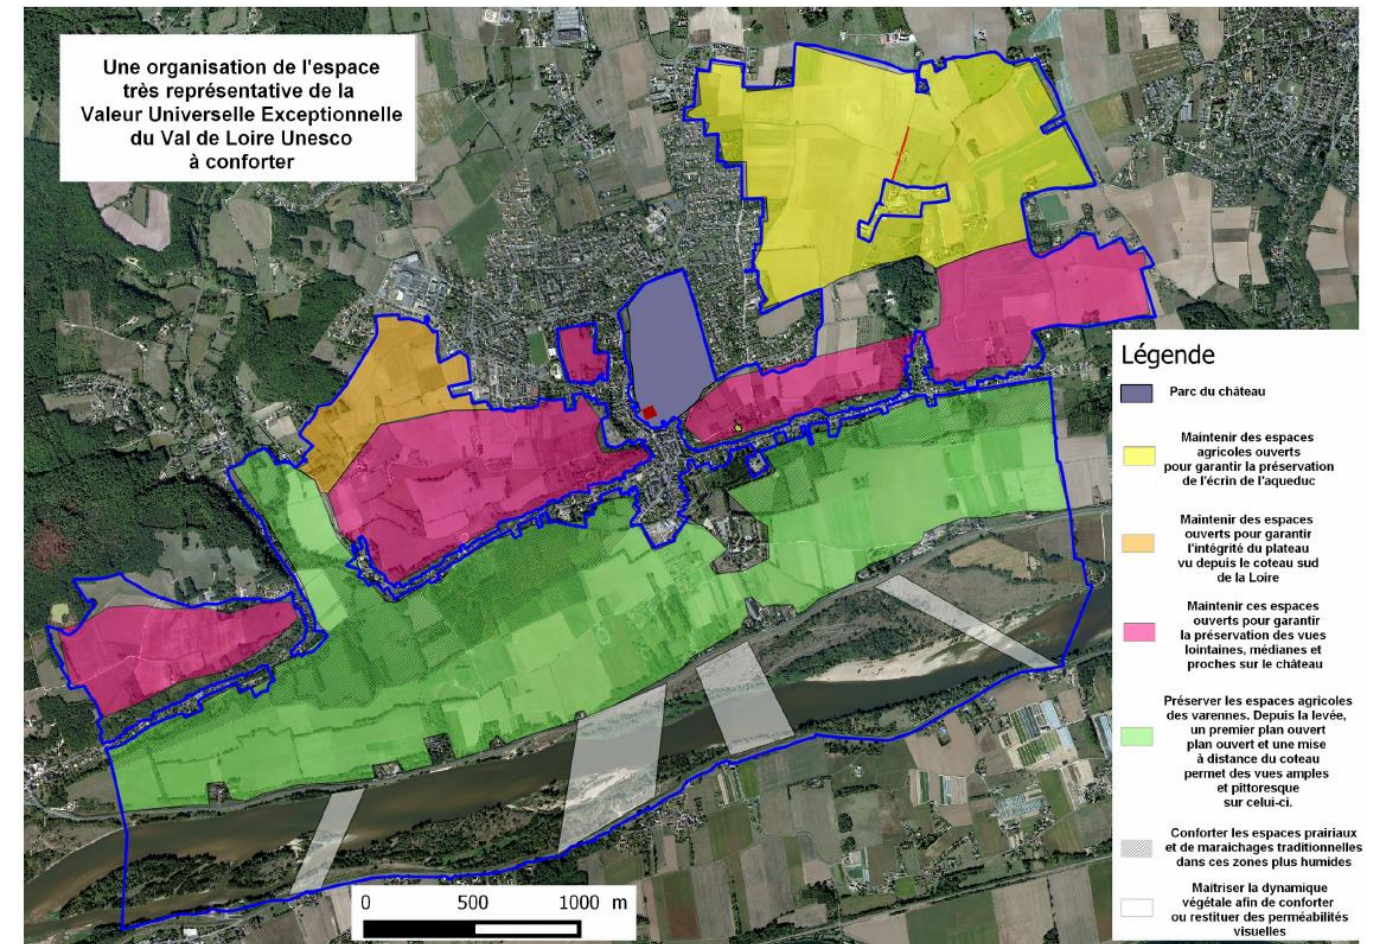 Une organisation de l'espace
très représentative de la
Valeur Universelle Exceptionnelle
du Val de Loire Unesco
à conforter
Légende
Parc du château
Maintenir des espaces
agricoles ouverts
pour garantir la préservation
de l'écrin de l'aqueduc
Maintenir des espaces
ouverts pour garantir
l'intégrité du plateau
vu depuis le coteau sud
de la Loire
Maintenir ces espaces
ouverts pour garantir
la préservation des vues
lointaines, médianes et
proches sur le château
Préserver les espaces agricoles
des varennes. Depuis la levée,
un premier plan ouvert
plan ouvert et une mise
à distance du coteau
permet des vues amples
et pittoresque
sur celui-ci.
Conforter les espaces prairiaux
et de maraichages traditionnelles
dans ces zones plus humides
Maitriser la dynamique
végétale afin de conforter
ou restituer des perméabilités
visuelles
0 500 1000 m